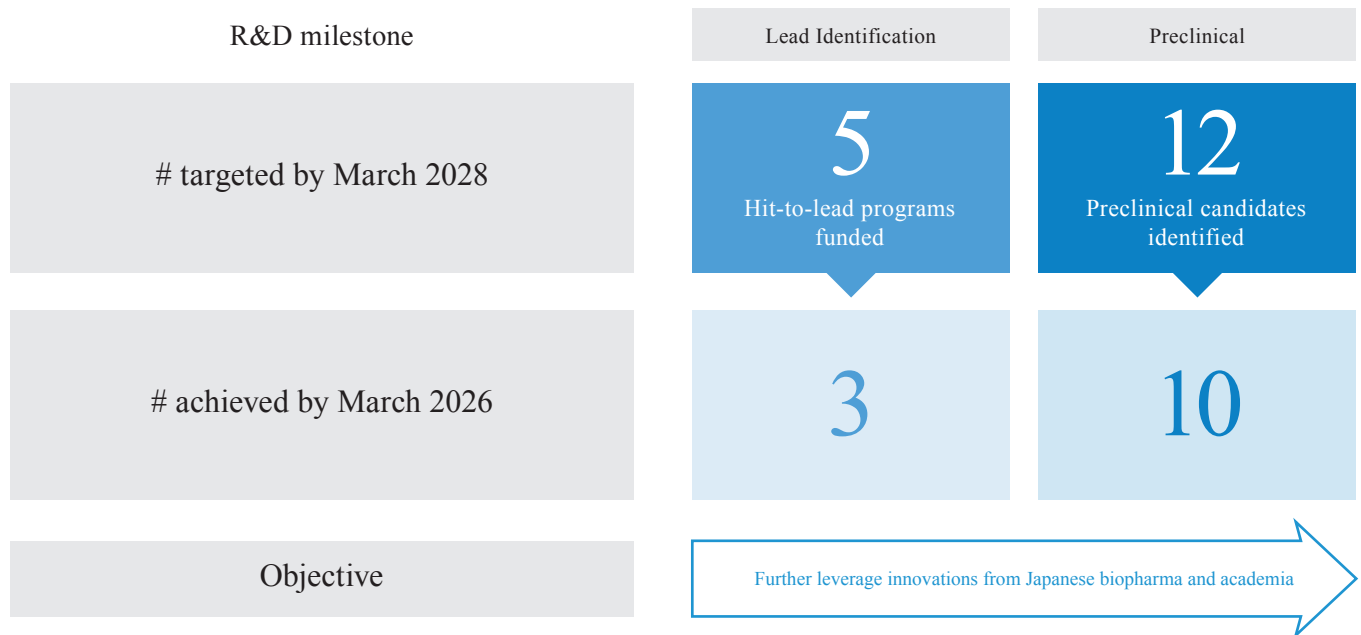 R&D milestone
Lead Identification
Preclinical
# targeted by March 2028
5
Hit-to-lead programs
funded
12
Preclinical candidates
identified
# achieved by March 2026
3
10
Objective
Further leverage innovations from Japanese biopharma and academia